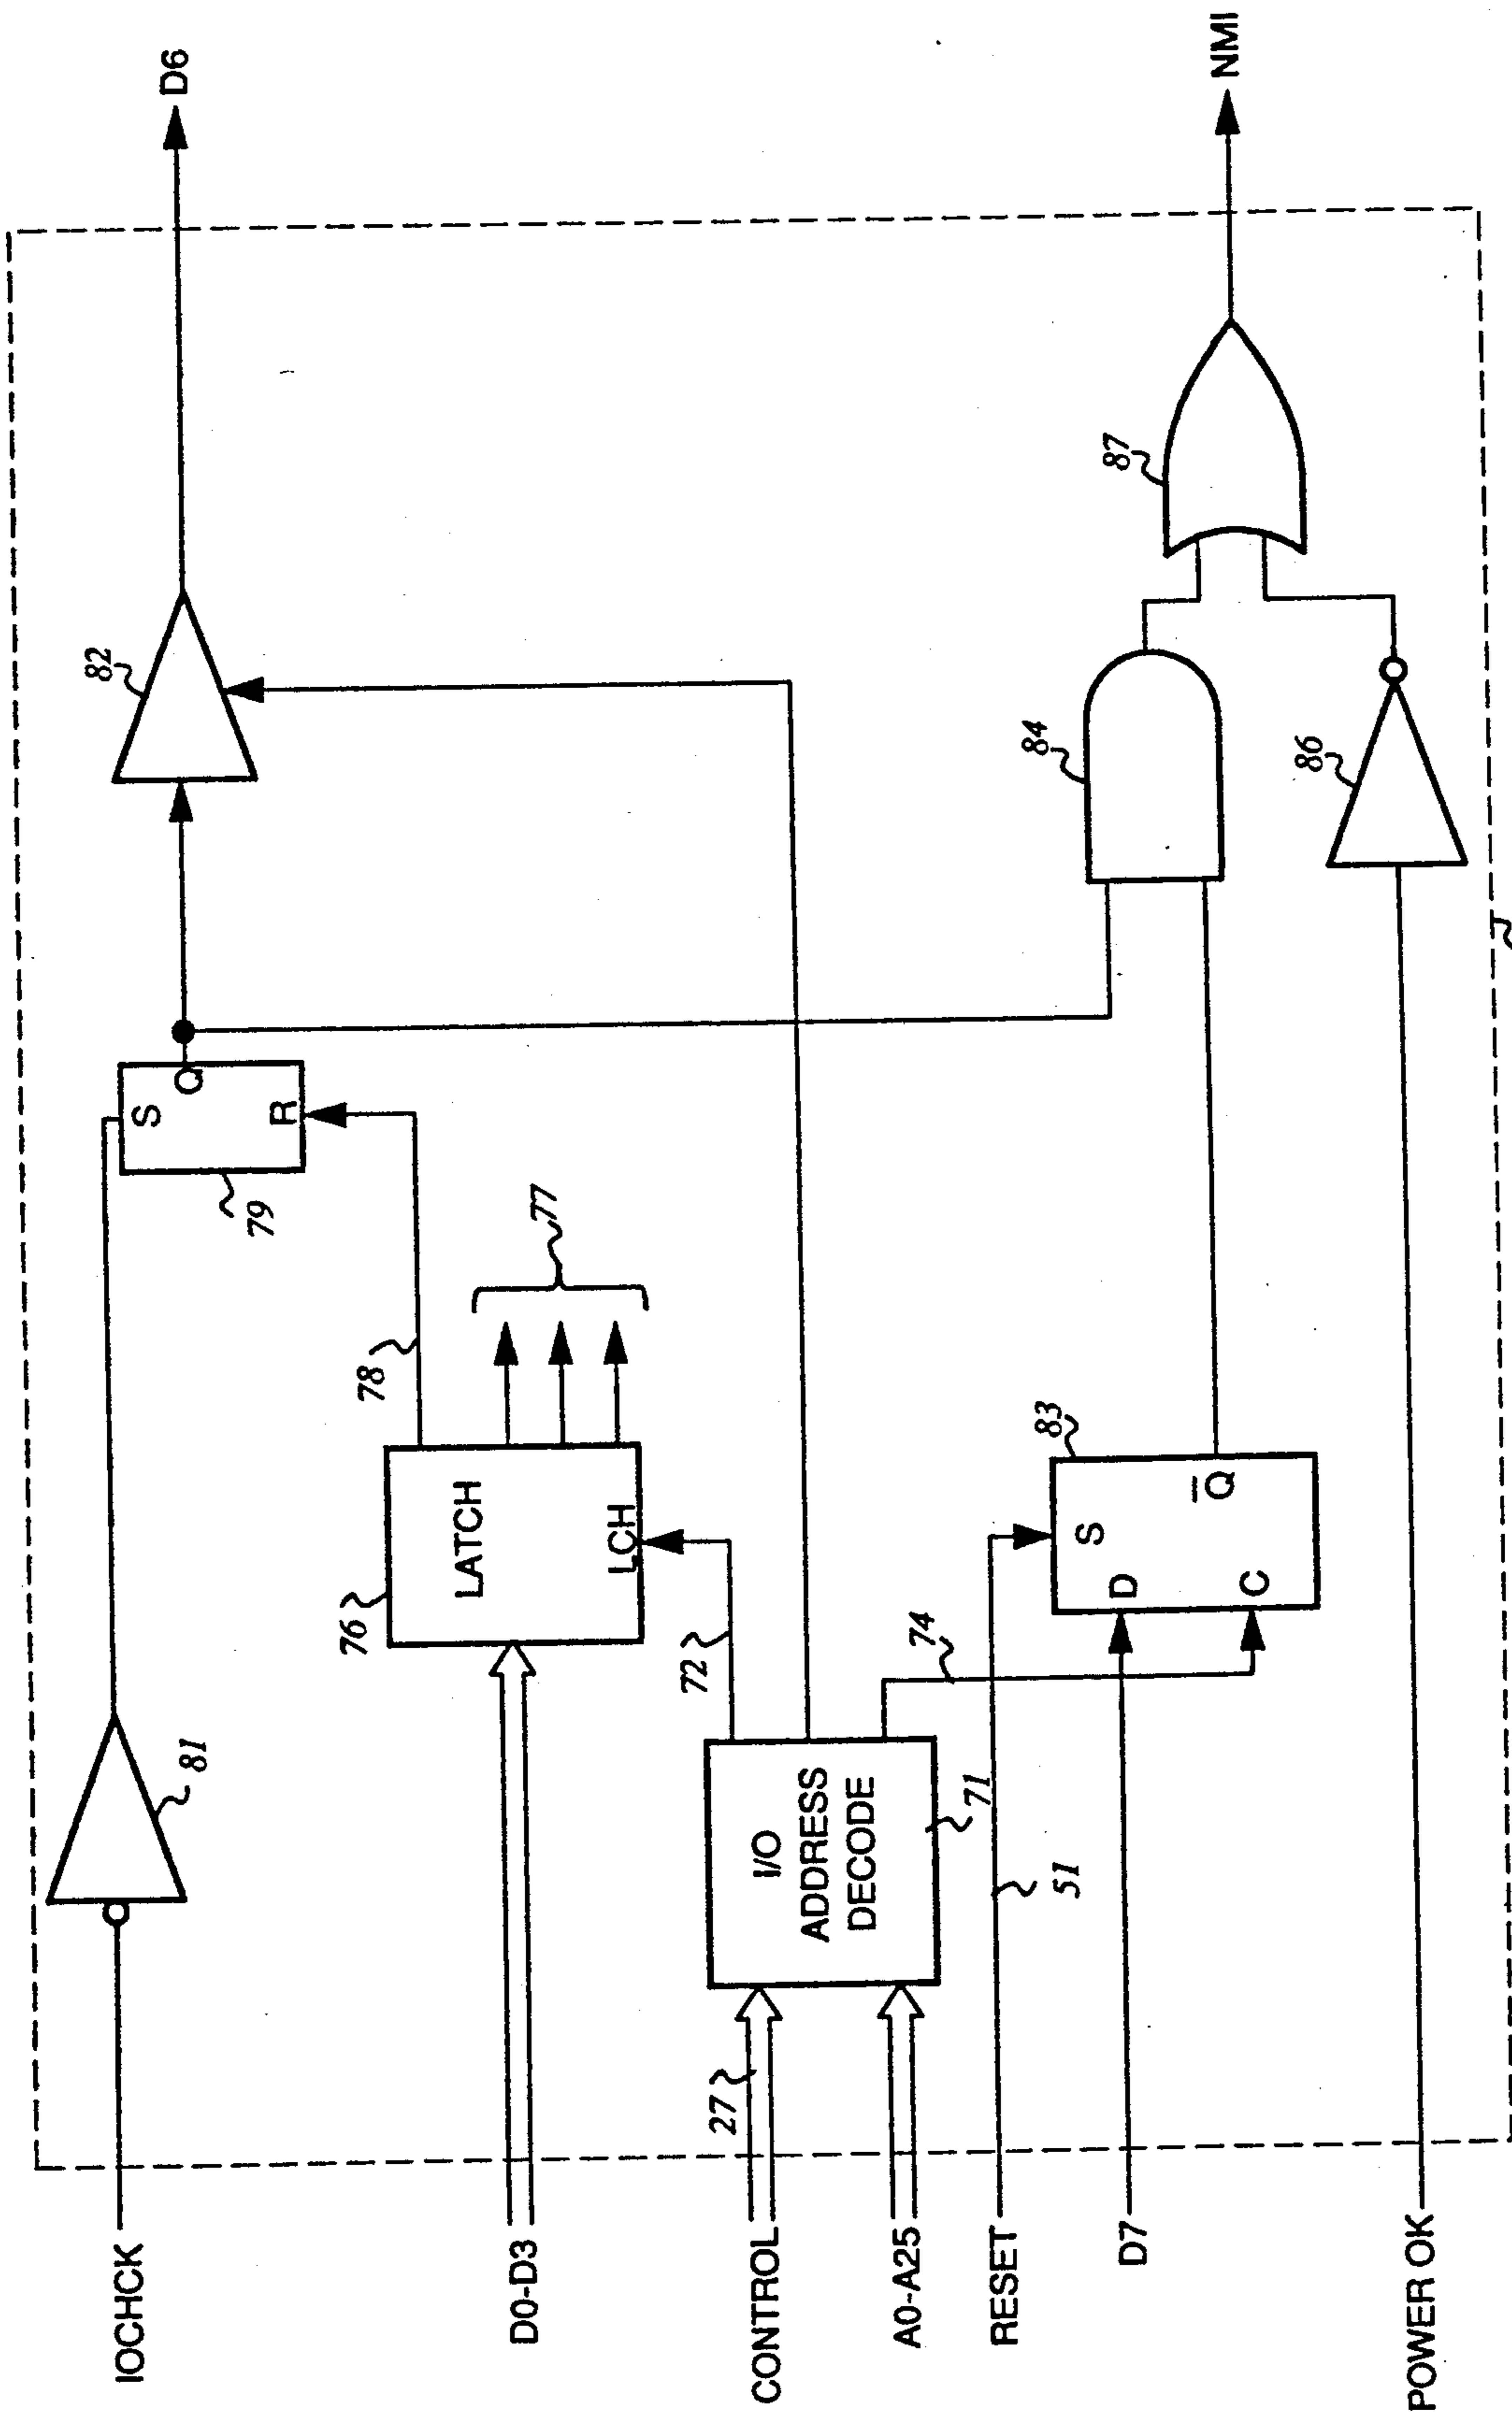 IOCHCK
D0-D3
CONTROL
A0-A25
RESET
D7
POWER OK
27
81
I/O
ADDRESS
DECODE
71
51
72
74
76
LATCH
LCH
78
77
83
S
D
C
Q
79
S
Q
R
82
84
86
87
D6
NMI